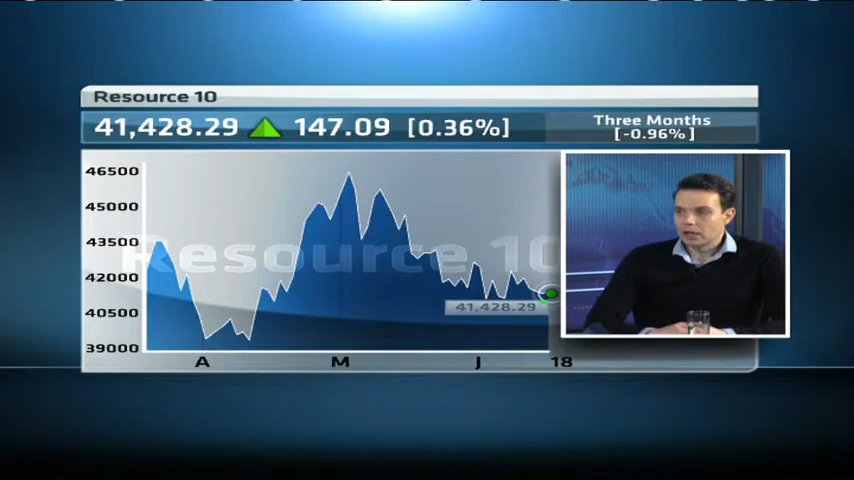 Resource 10
41,428.29 147.09 [0.36%]
Three Months
[-0.96%]
46500
45000
43500
42000
40500
39000
Resource 10
41,428.29
A M J 18